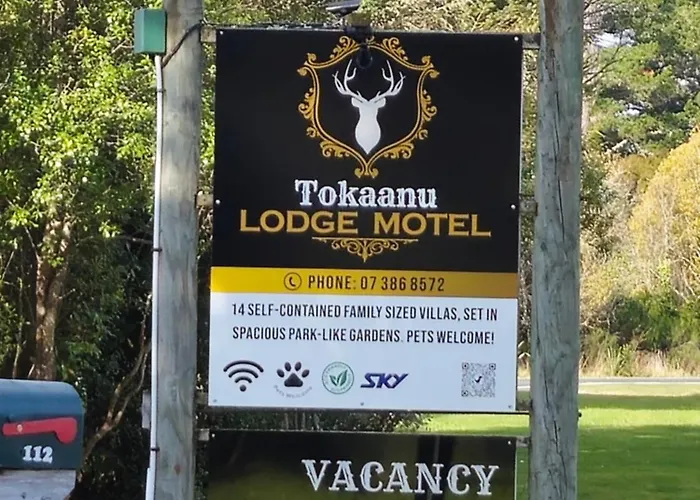 Tokaanu
LODGE MOTEL
PHONE: 07 386 8572
14 SELF-CONTAINED FAMILY SIZED VILLAS, SET IN
SPACIOUS PARK-LIKE GARDENS. PETS WELCOME!
SKY
VACANCY
112